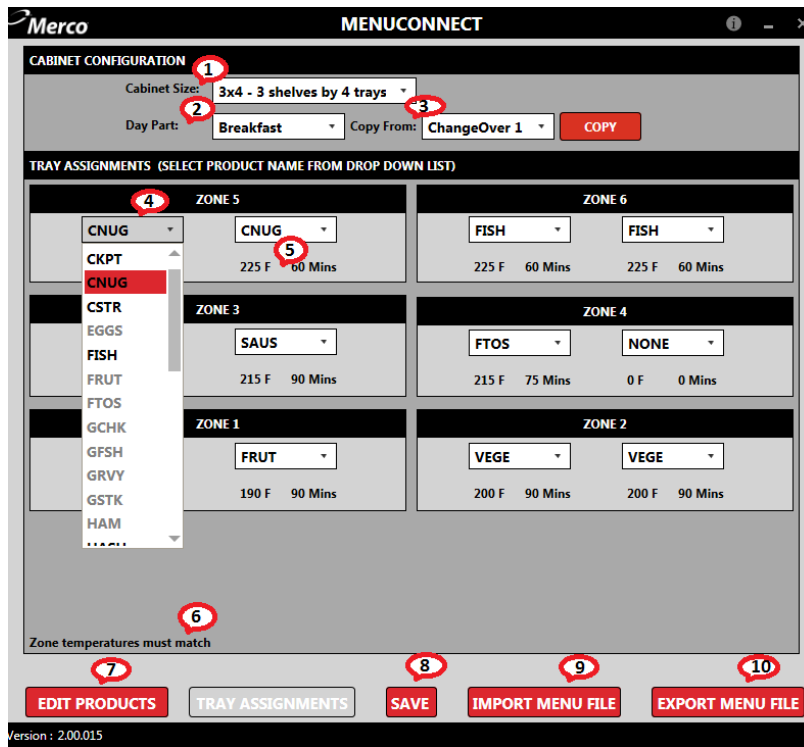 Merco
MENUCONNECT
CABINET CONFIGURATION
1
Cabinet Size: 3x4 - 3 shelves by 4 trays
2 3
Day Part: Breakfast Copy From: ChangeOver 1 COPY
TRAY ASSIGNMENTS (SELECT PRODUCT NAME FROM DROP DOWN LIST)
4 ZONE 5 ZONE 6
CNUG CNUG FISH FISH
5
225 F 60 Mins 225 F 60 Mins 225 F 60 Mins
CKPT
CNUG
CSTR
EGGS
FISH
FRUT
FTOS
GCHK
GFSH
GRVY
GSTK
HAM
ZONE 3 ZONE 4
SAUS FTOS NONE
215 F 90 Mins 215 F 75 Mins 0 F 0 Mins
ZONE 1 ZONE 2
FRUT VEGE VEGE
190 F 90 Mins 200 F 90 Mins 200 F 90 Mins
6
Zone temperatures must match
7 8 9 10
EDIT PRODUCTS TRAY ASSIGNMENTS SAVE IMPORT MENU FILE EXPORT MENU FILE
Version : 2.00.015